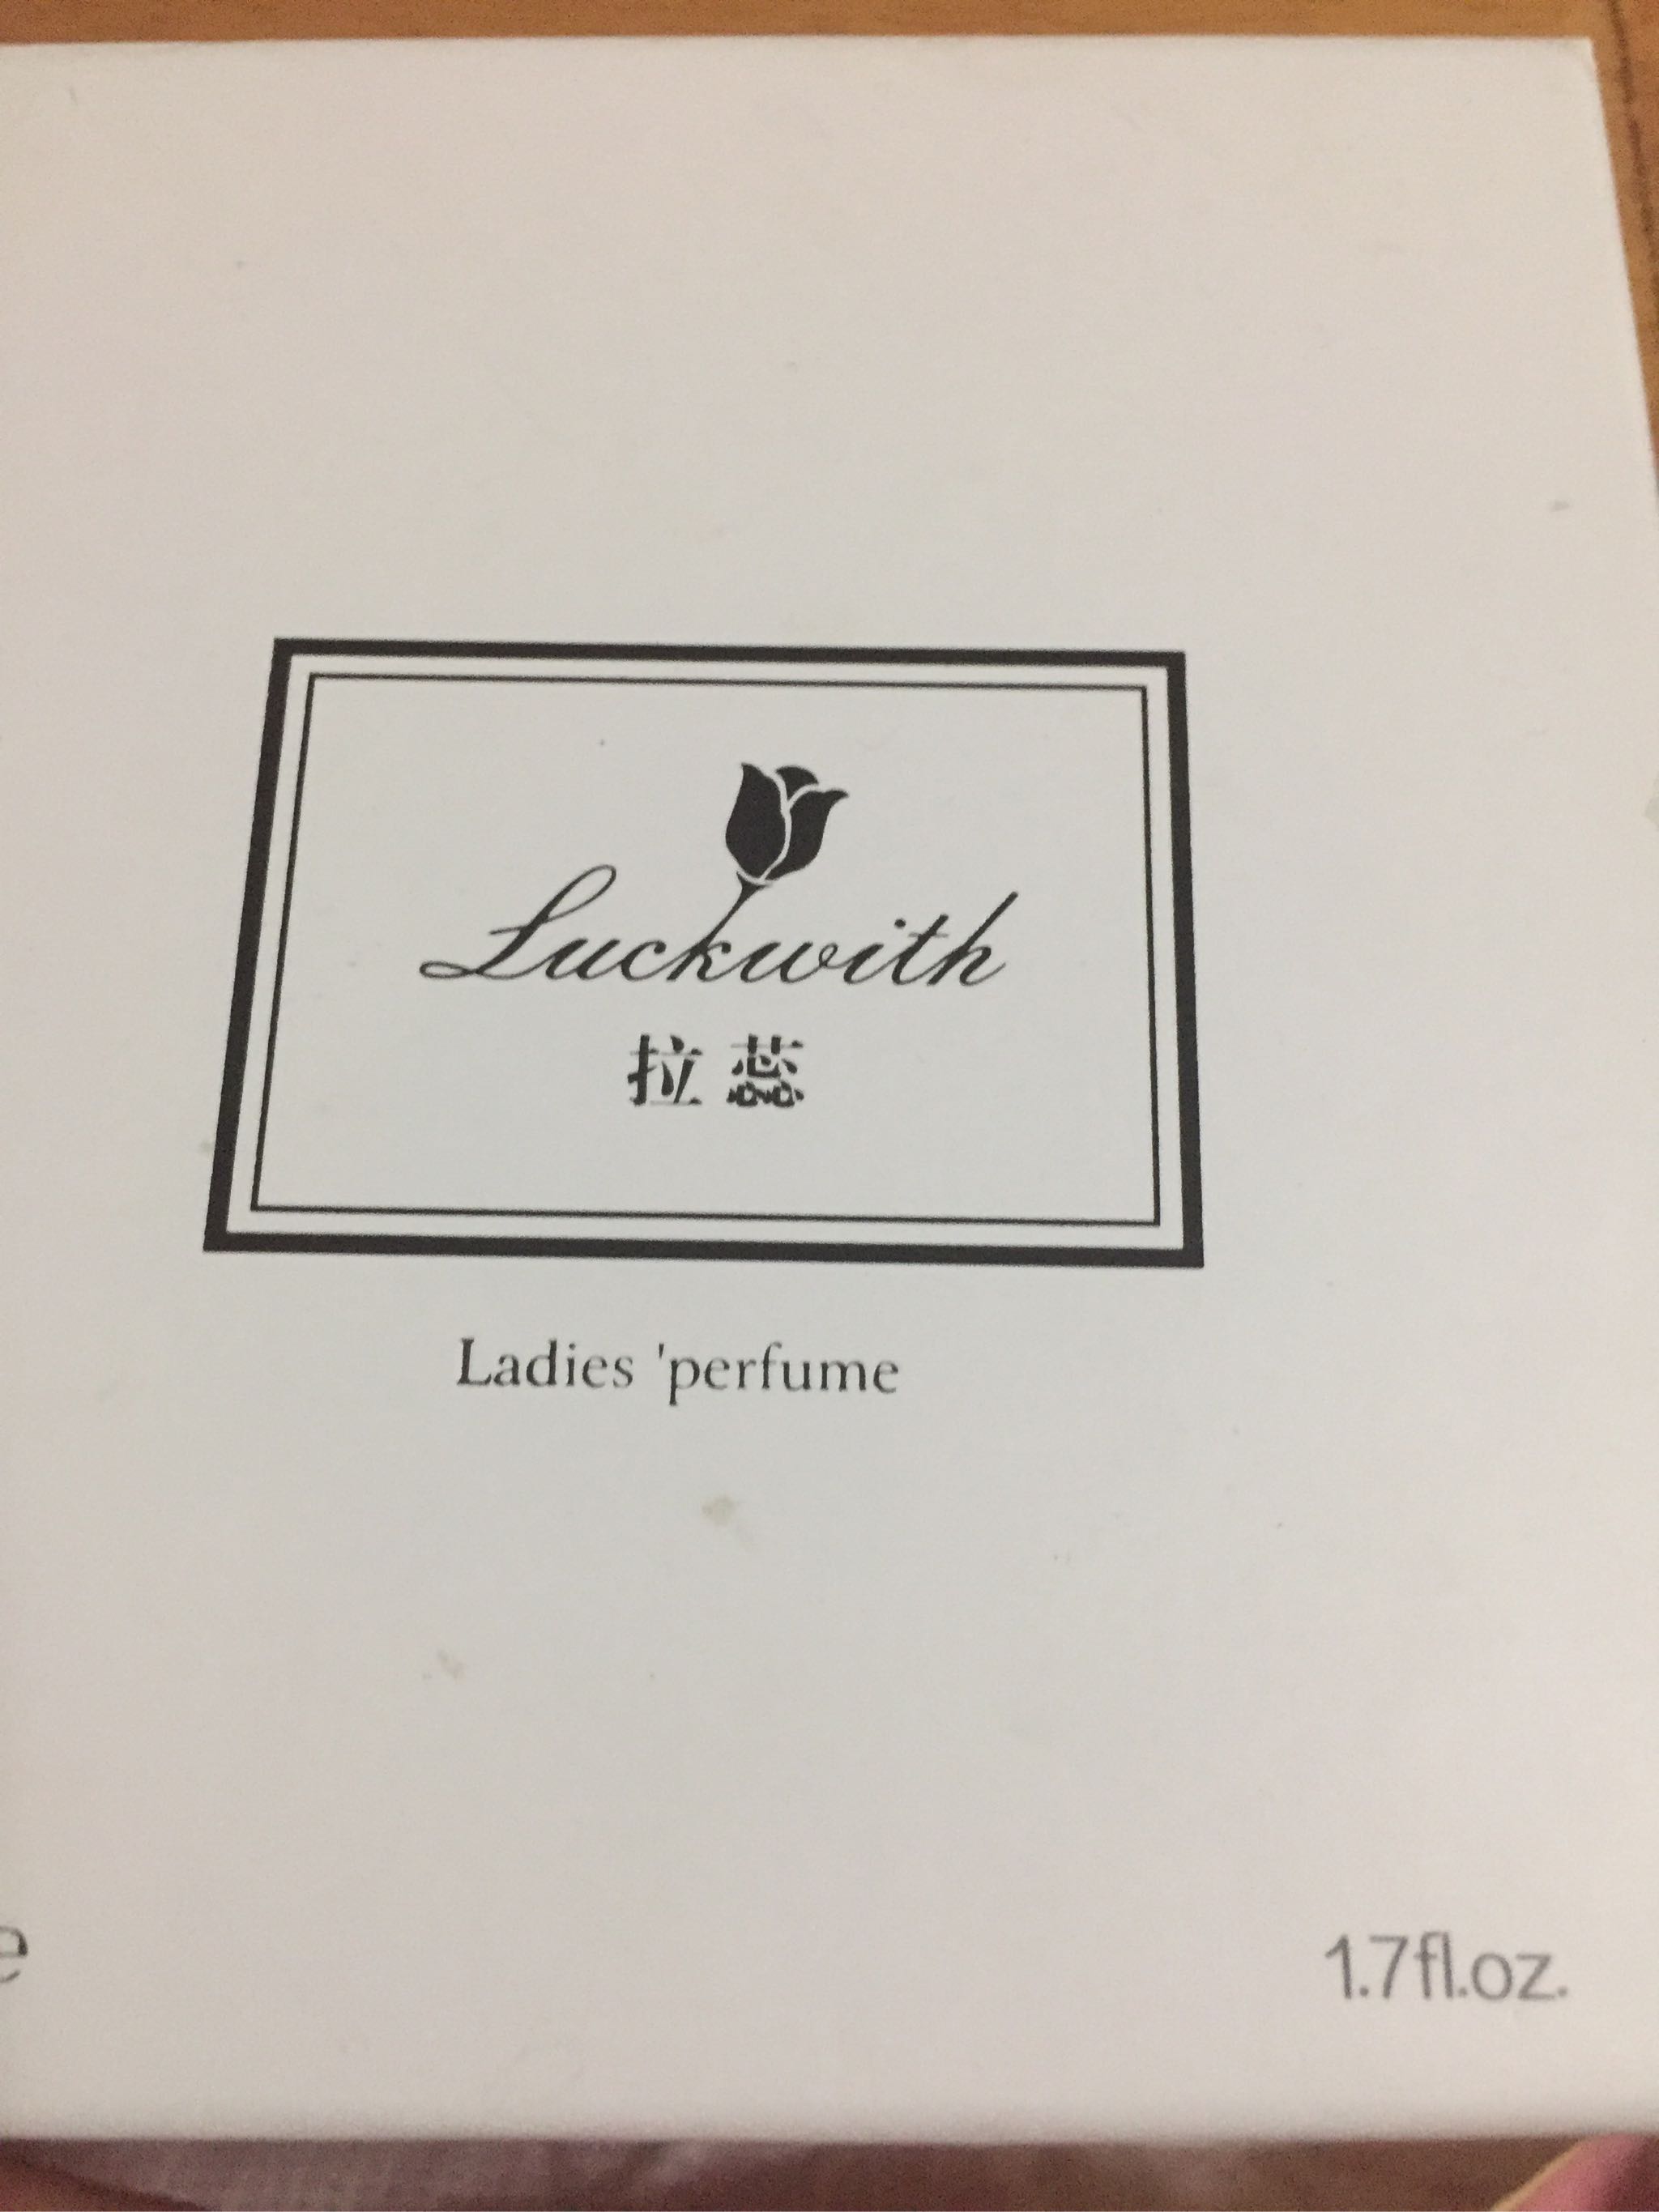 Luckwith
拉蕊
Ladies 'perfume
1.7fl.oz.